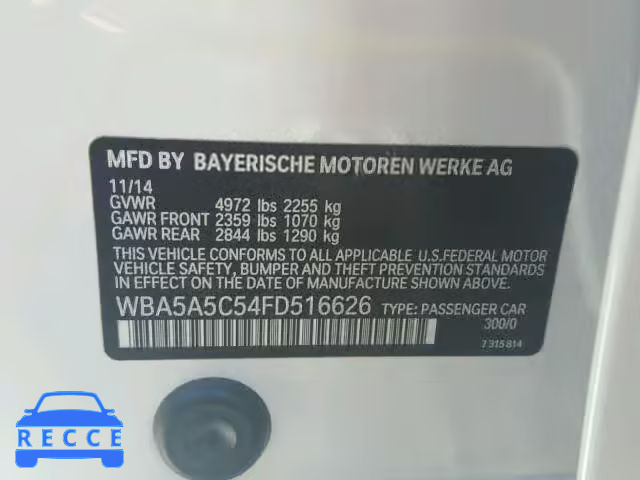 MFD BY BAYERISCHE MOTOREN WERKE AG
11/14
GVWR 4972 lbs 2255 kg
GAWR FRONT 2359 lbs 1070 kg
GAWR REAR 2844 lbs 1290 kg
THIS VEHICLE CONFORMS TO ALL APPLICABLE U.S.FEDERAL MOTOR
VEHICLE SAFETY, BUMPER AND THEFT PREVENTION STANDARDS
IN EFFECT ON THE DATE OF MANUFACTURE SHOWN ABOVE.
WBA5A5C54FD516626 TYPE: PASSENGER CAR
300/0
7 315 814
RECCE